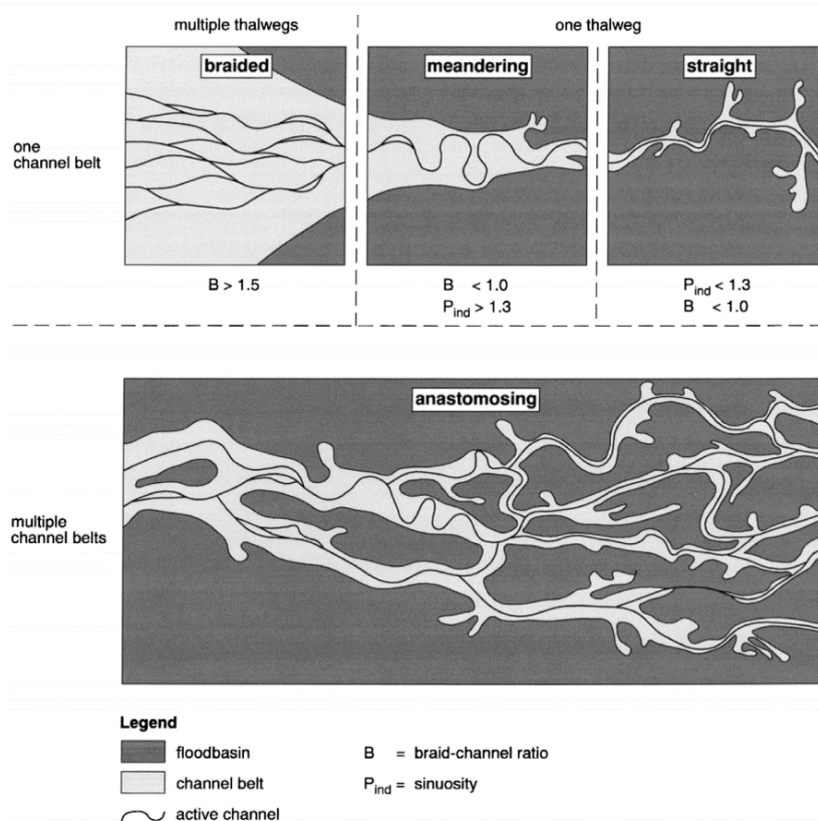 multiple thalwegs
one thalweg
braided
meandering
straight
one
channel belt
B > 1.5
B < 1.0
P_ind > 1.3
P_ind < 1.3
B < 1.0
anastomosing
multiple
channel belts
Legend
floodbasin
channel belt
active channel
B = braid-channel ratio
P_ind = sinuosity